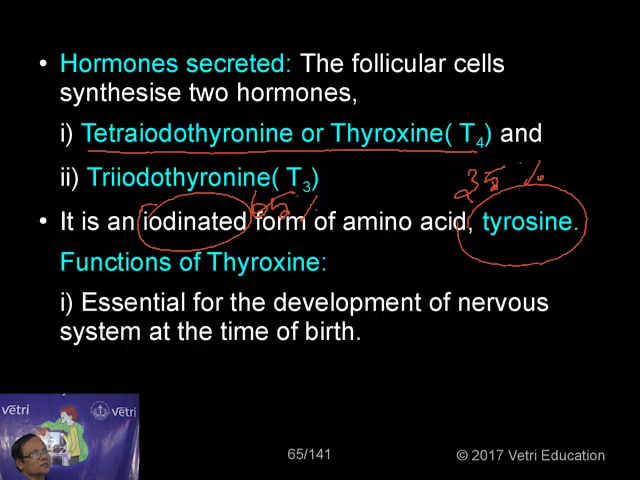 • Hormones secreted: The follicular cells
synthesise two hormones,
i) Tetraiodothyronine or Thyroxine( T4) and
ii) Triiodothyronine( T3)
35 %
65 %
• It is an iodinated form of amino acid, tyrosine.
Functions of Thyroxine:
i) Essential for the development of nervous
system at the time of birth.
vetri
vetri
65/141
© 2017 Vetri Education